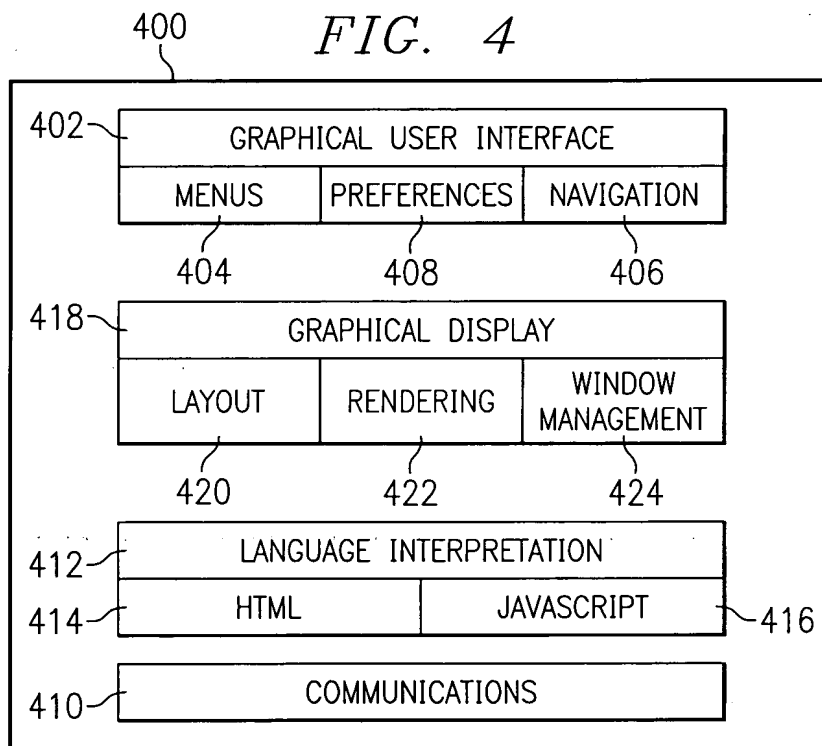 FIG. 4
400
402
GRAPHICAL USER INTERFACE
MENUS PREFERENCES NAVIGATION
404 408 406
418
GRAPHICAL DISPLAY
LAYOUT RENDERING WINDOW MANAGEMENT
420 422 424
412
LANGUAGE INTERPRETATION
414 HTML JAVASCRIPT 416
410 COMMUNICATIONS